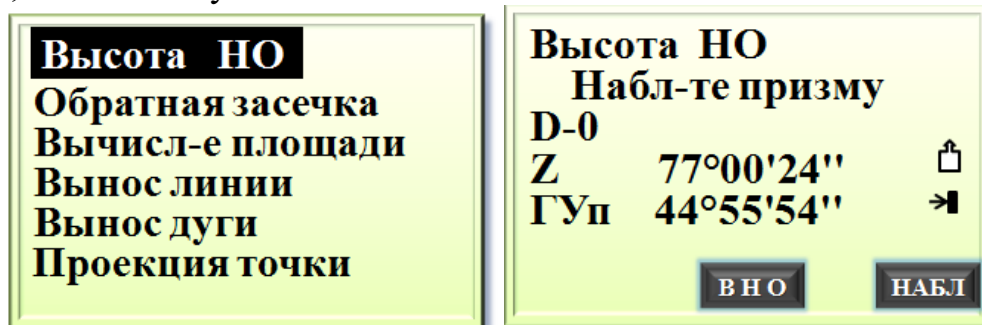 Высота НО
Обратная засечка
Вычисл-е площади
Вынос линии
Вынос дуги
Проекция точки
Высота НО
Набл-те призму
D-0
Z 77°00'24''
ГУп 44°55'54''
В Н О НАБЛ